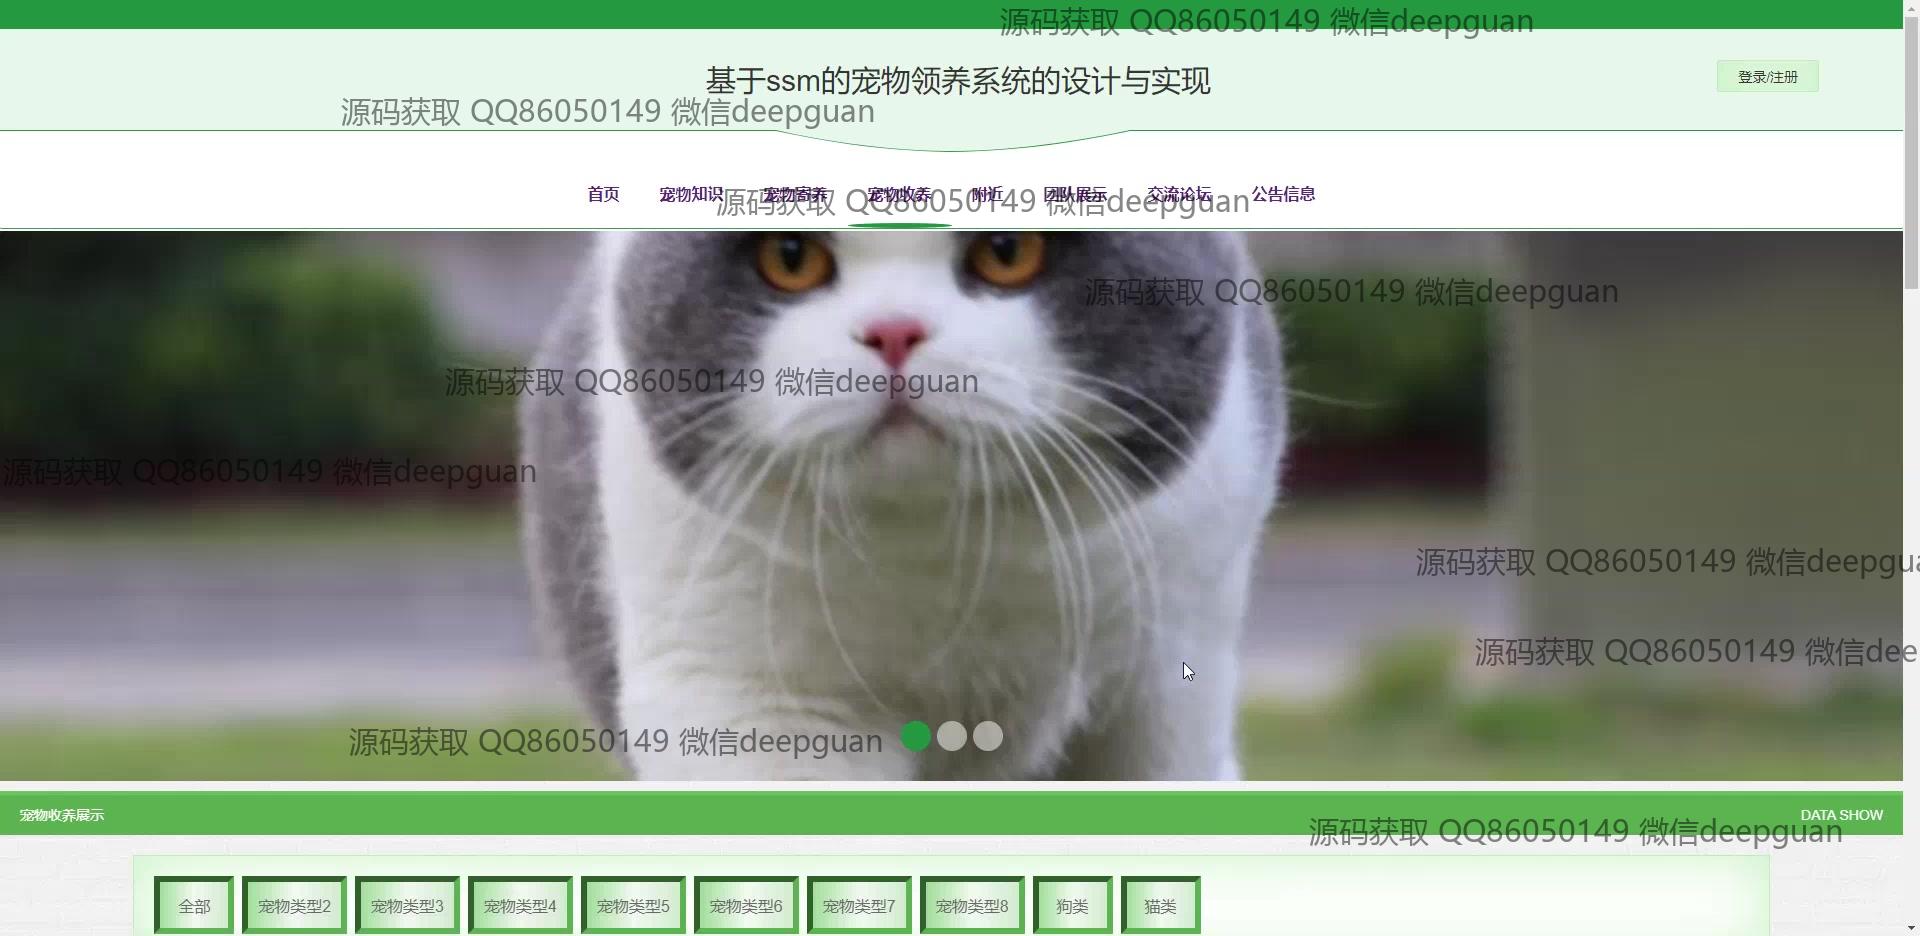 源码获取 QQ86050149 微信deepguan
基于ssm的宠物领养系统的设计与实现
登录/注册
源码获取 QQ86050149 微信deepguan
首页 宠物知识 宠物寄养 宠物收养 附近 团队展示 交流论坛 公告信息
源码获取 QQ86050149 微信deepguan
源码获取 QQ86050149 微信deepguan
源码获取 QQ86050149 微信deepguan
源码获取 QQ86050149 微信deepguan
源码获取 QQ86050149 微信deepgua
源码获取 QQ86050149 微信dee
源码获取 QQ86050149 微信deepguan
宠物收养展示
DATA SHOW
源码获取 QQ86050149 微信deepguan
全部 宠物类型2 宠物类型3 宠物类型4 宠物类型5 宠物类型6 宠物类型7 宠物类型8 狗类 猫类